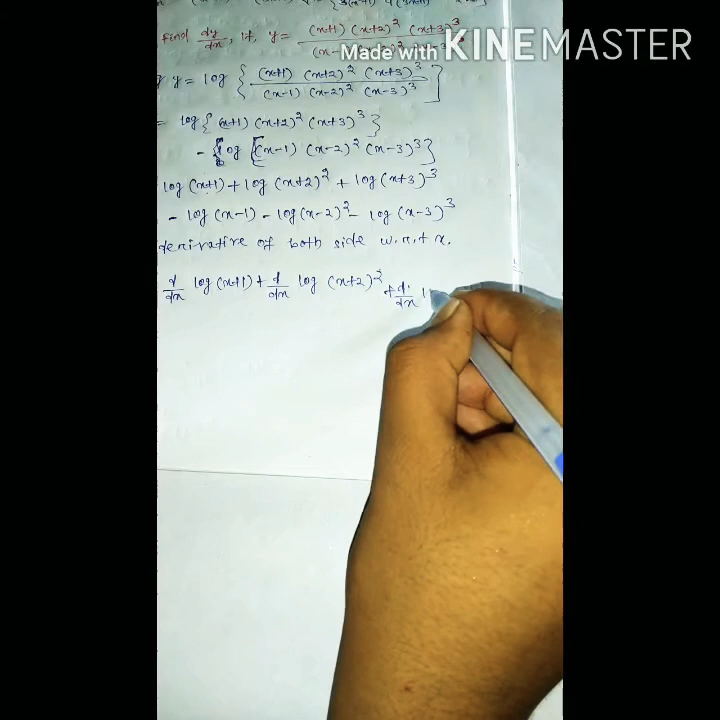 Find dy/dx, if, y = (x+1) (x+2)² (x+3)³ / (x-
Made with KINEMASTER
y = log { (x+1) (x+2)² (x+3)³ / (x-1) (x-2)² (x-3)³ }
= log { (x+1) (x+2)² (x+3)³ }
- { log { (x-1) (x-2)² (x-3)³ }
log (x+1) + log (x+2)² + log (x+3)³
- log (x-1) - log (x-2)² - log (x-3)³
derivative of both side w.r.t x.
d/dx log (x+1) + d/dx log (x+2)² + d/dx